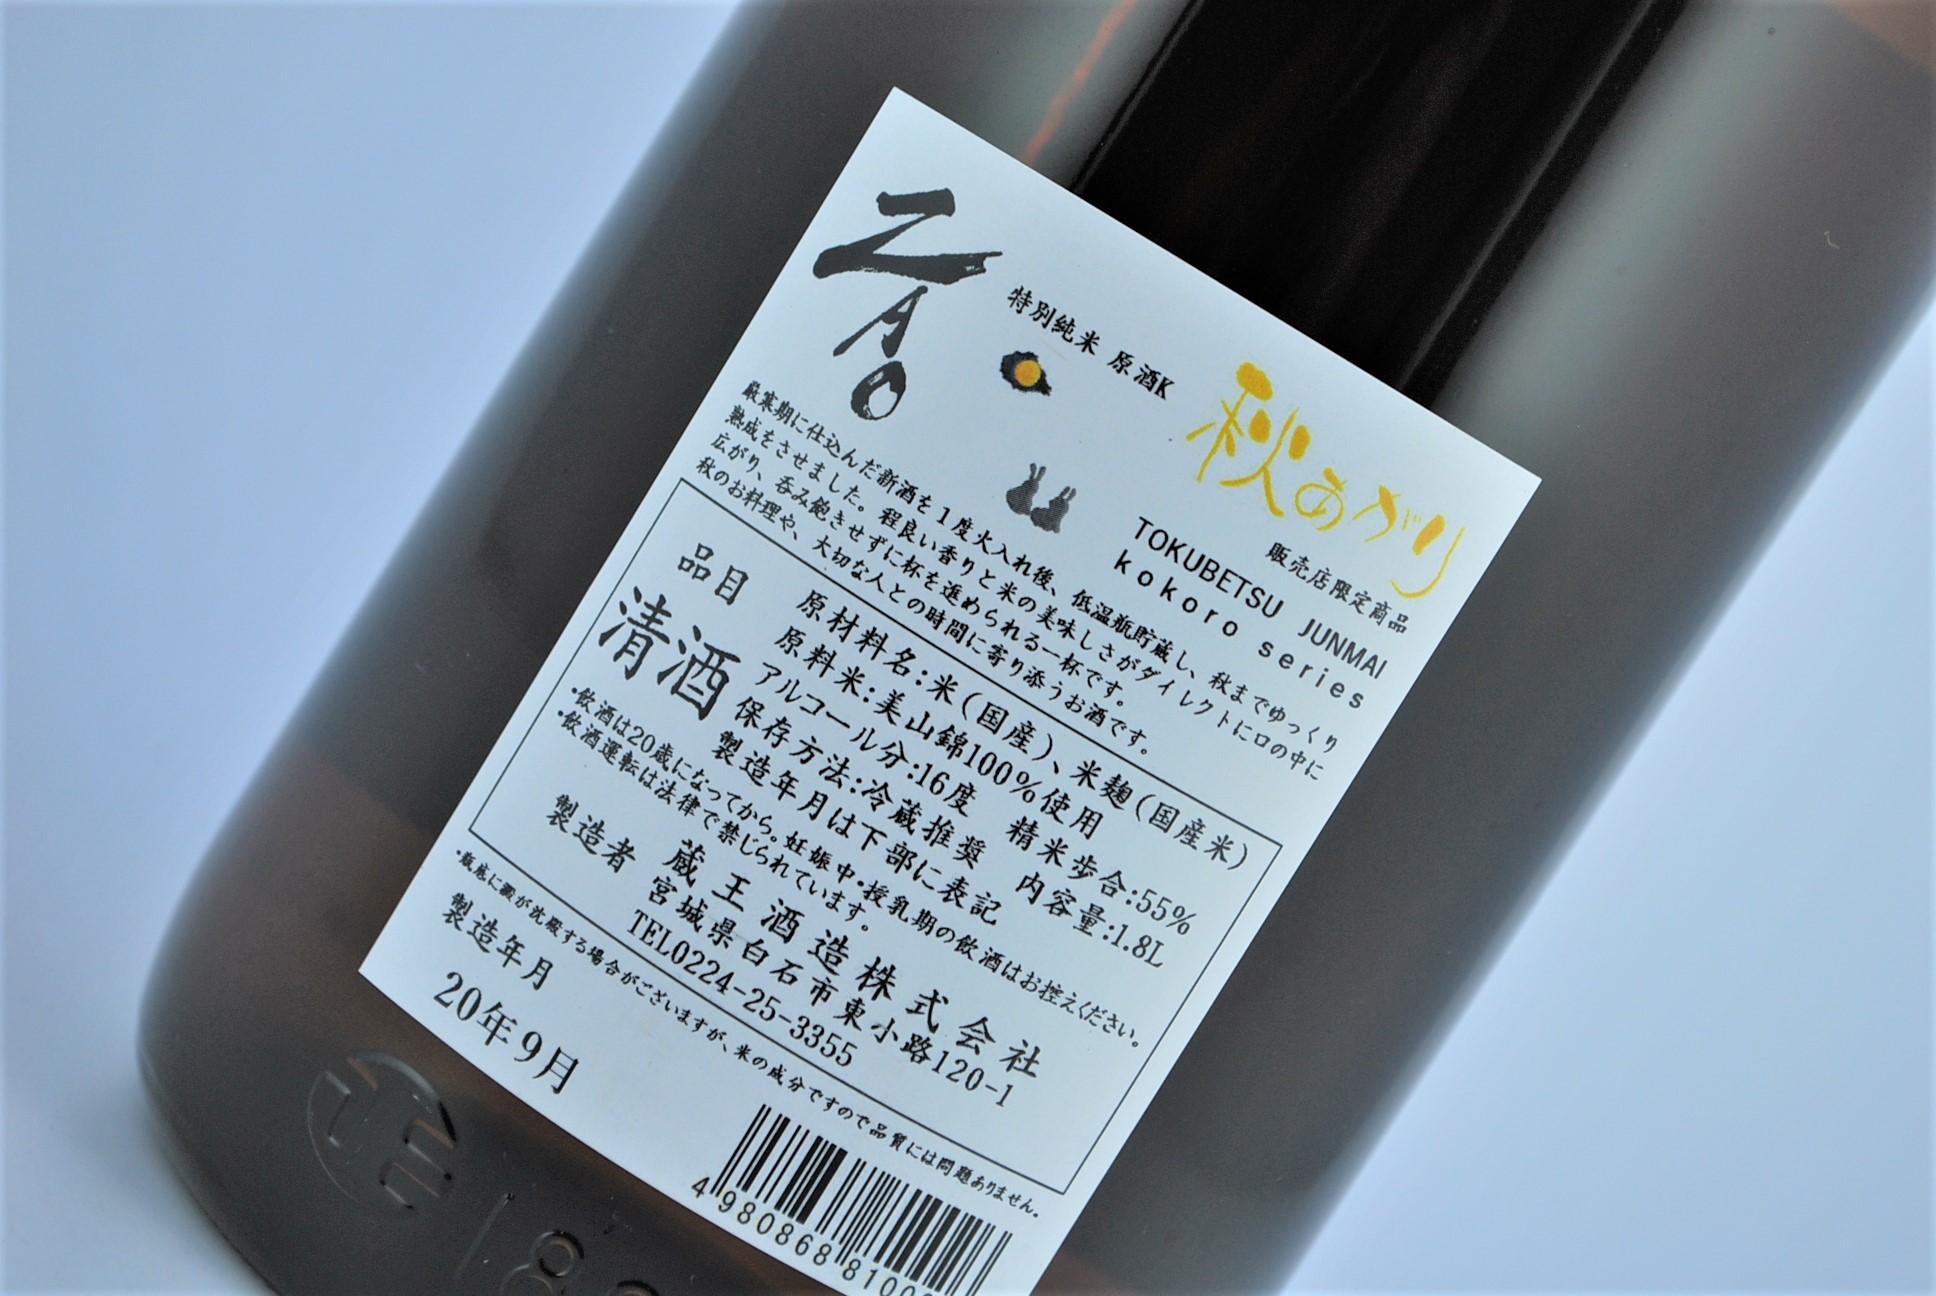 ZAO
特別純米 原酒K
秋あがり
販売店限定商品
TOKUBETSU JUNMAI
kokoro series
厳寒期に仕込んだ新酒を1度火入れ後、低温瓶貯蔵し、秋までゆっくり
熟成をさせました。程良い香りと米の美味しさがダイレクトに口の中に
広がり、呑み飽きせずに杯を進められる一杯です。
秋のお料理や、大切な人との時間に寄り添うお酒です。
品目
清酒
原材料名:米(国産)、米麹(国産米)
原料米:美山錦100%使用
アルコール分:16度 精米歩合:55%
保存方法:冷蔵推奨 内容量:1.8L
製造年月は下部に表記
・飲酒は20歳になってから。妊娠中・授乳期の飲酒はお控えください。
・飲酒運転は法律で禁じられています。
製造者 蔵王酒造株式会社
宮城県白石市東小路120-1
TEL0224-25-3355
・瓶底に澱が沈殿する場合がございますが、米の成分ですので品質には問題ありません。
製造年月
20年9月
4 980868 8100
正
18